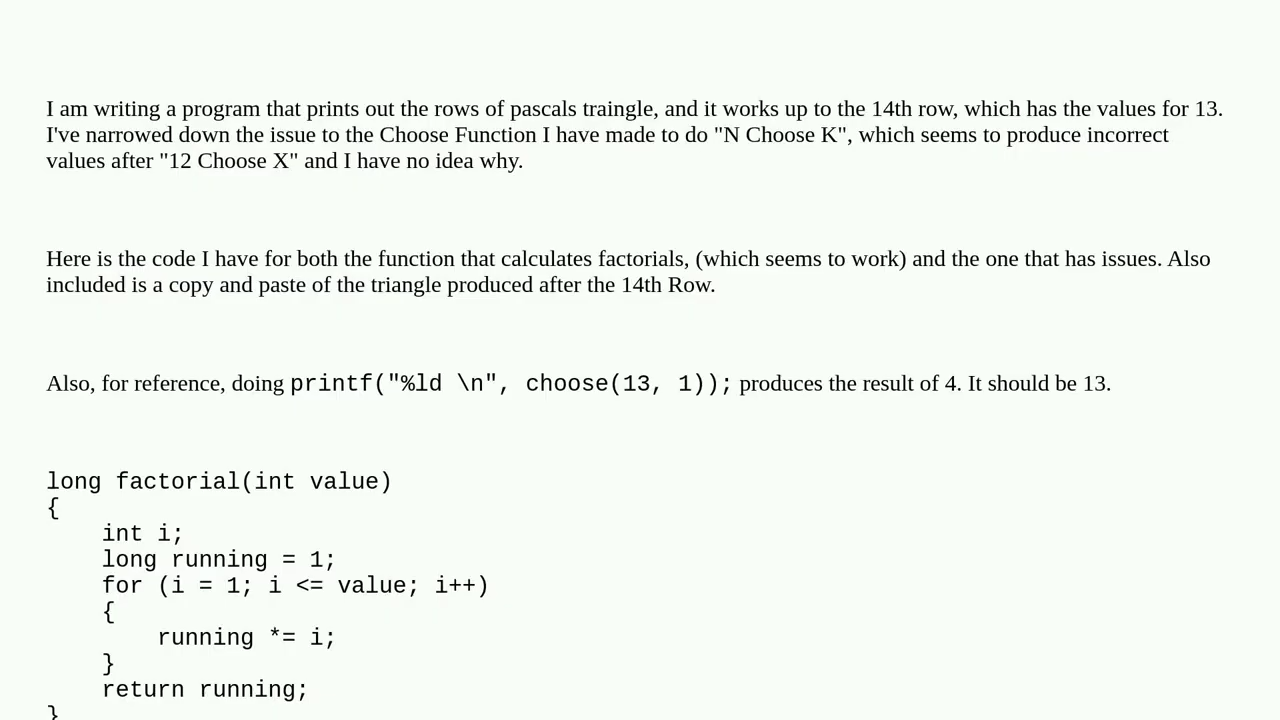 I am writing a program that prints out the rows of pascals traingle, and it works up to the 14th row, which has the values for 13.
I've narrowed down the issue to the Choose Function I have made to do "N Choose K", which seems to produce incorrect
values after "12 Choose X" and I have no idea why.
Here is the code I have for both the function that calculates factorials, (which seems to work) and the one that has issues. Also
included is a copy and paste of the triangle produced after the 14th Row.
Also, for reference, doing printf("%ld \n", choose(13, 1)); produces the result of 4. It should be 13.
long factorial(int value)
{
    int i;
    long running = 1;
    for (i = 1; i <= value; i++)
    {
        running *= i;
    }
    return running;
}